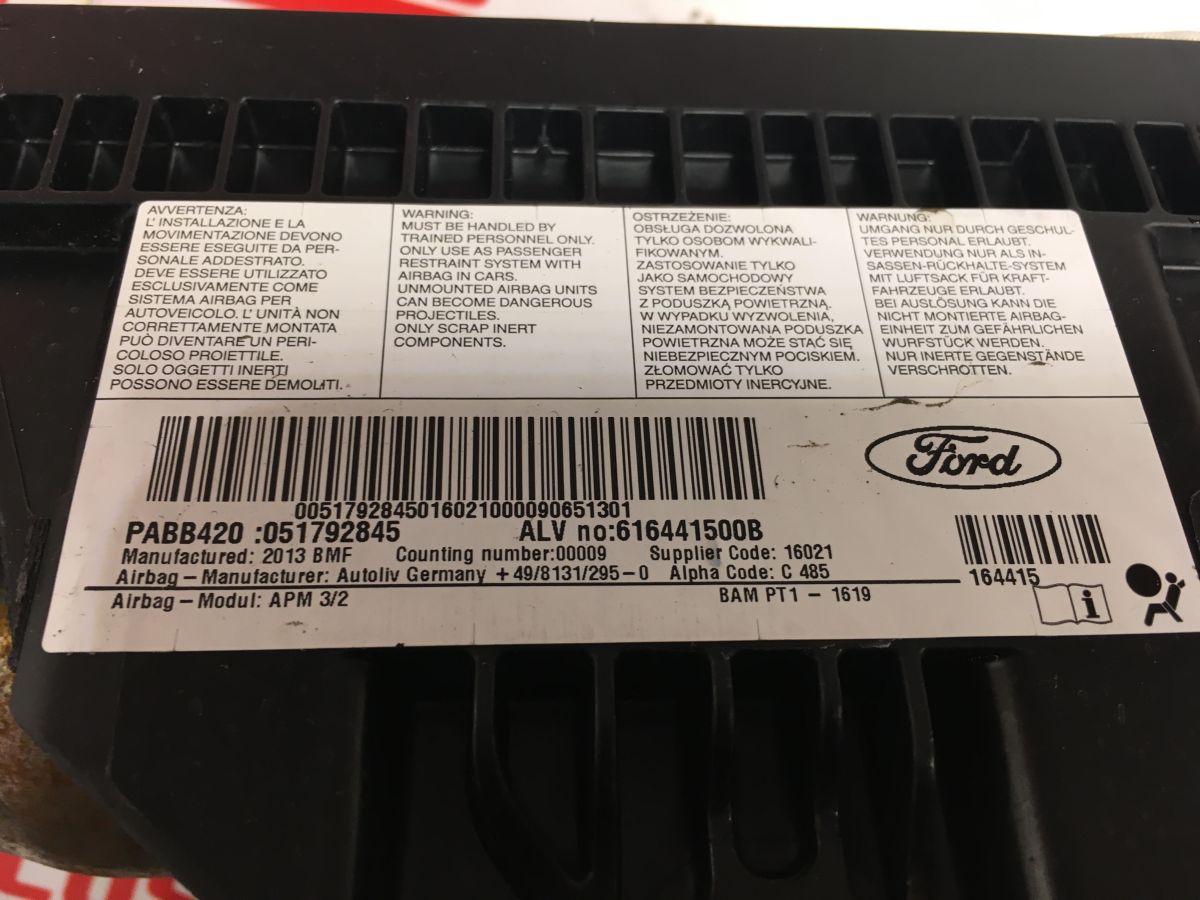 AVVERTENZA:
L' INSTALLAZIONE E LA
MOVIMENTAZIONE DEVONO
ESSERE ESEGUITE DA PER-
SONALE ADDESTRATO.
DEVE ESSERE UTILIZZATO
ESCLUSIVAMENTE COME
SISTEMA AIRBAG PER
AUTOVEICOLO. L' UNITÀ NON
CORRETTAMENTE MONTATA
PUÒ DIVENTARE UN PERI-
COLOSO PROIETTILE.
SOLO OGGETTI INERTI
POSSONO ESSERE DEMOLITI.
WARNING:
MUST BE HANDLED BY
TRAINED PERSONNEL ONLY.
ONLY USE AS PASSENGER
RESTRAINT SYSTEM WITH
AIRBAG IN CARS.
UNMOUNTED AIRBAG UNITS
CAN BECOME DANGEROUS
PROJECTILES.
ONLY SCRAP INERT
COMPONENTS.
OSTRZEŻENIE:
OBSŁUGA DOZWOLONA
TYLKO OSOBOM WYKWALI-
FIKOWANYM.
ZASTOSOWANIE TYLKO
JAKO SAMOCHODOWY
SYSTEM BEZPIECZEŃSTWA
Z PODUSZKĄ POWIETRZNĄ.
W WYPADKU WYZWOLENIA,
NIEZAMONTOWANA PODUSZKA
POWIETRZNA MOŻE STAĆ SIĘ
NIEBEZPIECZNYM POCISKIEM.
ZŁOMOWAĆ TYLKO
PRZEDMIOTY INERCYJNE.
WARNUNG:
UMGANG NUR DURCH GESCHUL-
TES PERSONAL ERLAUBT.
VERWENDUNG NUR ALS IN-
SASSEN-RÜCKHALTE-SYSTEM
MIT LUFTSACK FÜR KRAFT-
FAHRZEUGE ERLAUBT.
BEI AUSLÖSUNG KANN DIE
NICHT MONTIERTE AIRBAG-
EINHEIT ZUM GEFÄHRLICHEN
WURFSTÜCK WERDEN.
NUR INERTE GEGENSTÄNDE
VERSCHROTTEN.
Ford
0051792845016021000090651301
PABB420 :051792845 ALV no:616441500B
Manufactured: 2013 BMF Counting number:00009 Supplier Code: 16021
Airbag – Manufacturer: Autoliv Germany +49/8131/295-0 Alpha Code: C 485
164415
Airbag – Modul: APM 3/2 BAM PT1 – 1619
i